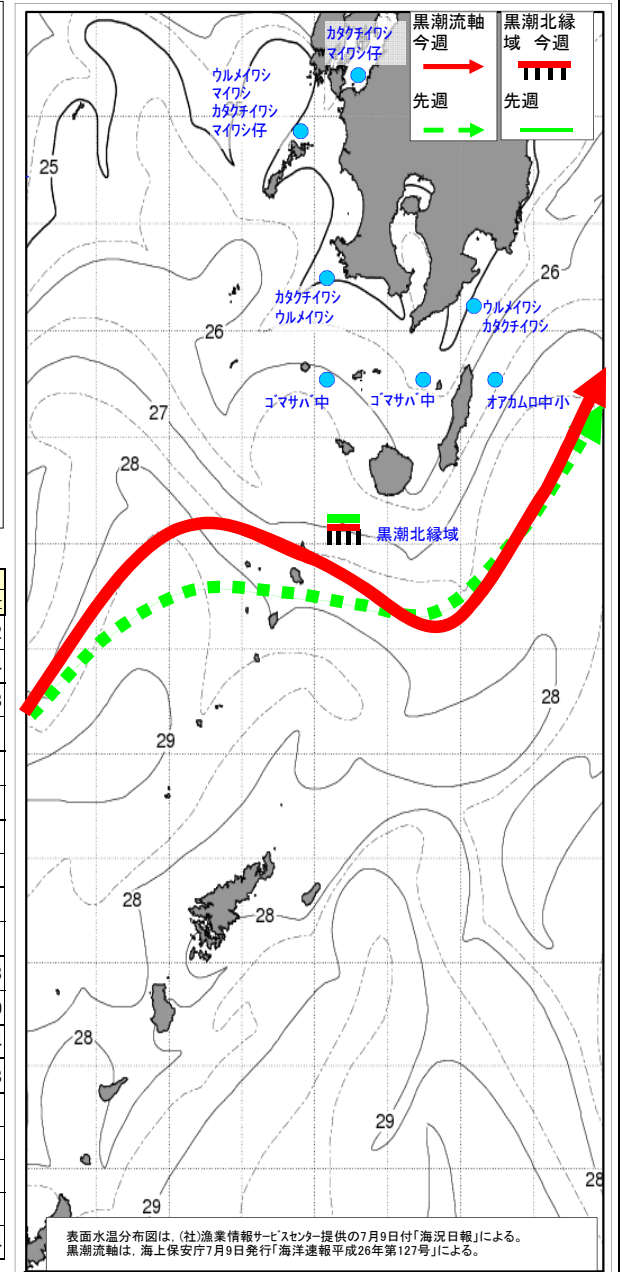 黒潮流軸
今週
先週
黒潮北縁
域 今週
先週
カタクチイワシ
マイワシ仔
ウルメイワシ
マイワシ
カタクチイワシ
マイワシ仔
25
26
カタクチイワシ
ウルメイワシ
ウルメイワシ
カタクチイワシ
26
ゴマサバ中
ゴマサバ中
オアカムロ中小
27
28
黒潮北縁域
28
29
28
28
28
29
28
29
表面水温分布図は, (社)漁業情報サービスセンター提供の7月9日付「海況日報」による。
黒潮流軸は, 海上保安庁7月9日発行「海洋速報平成26年第127号」による。